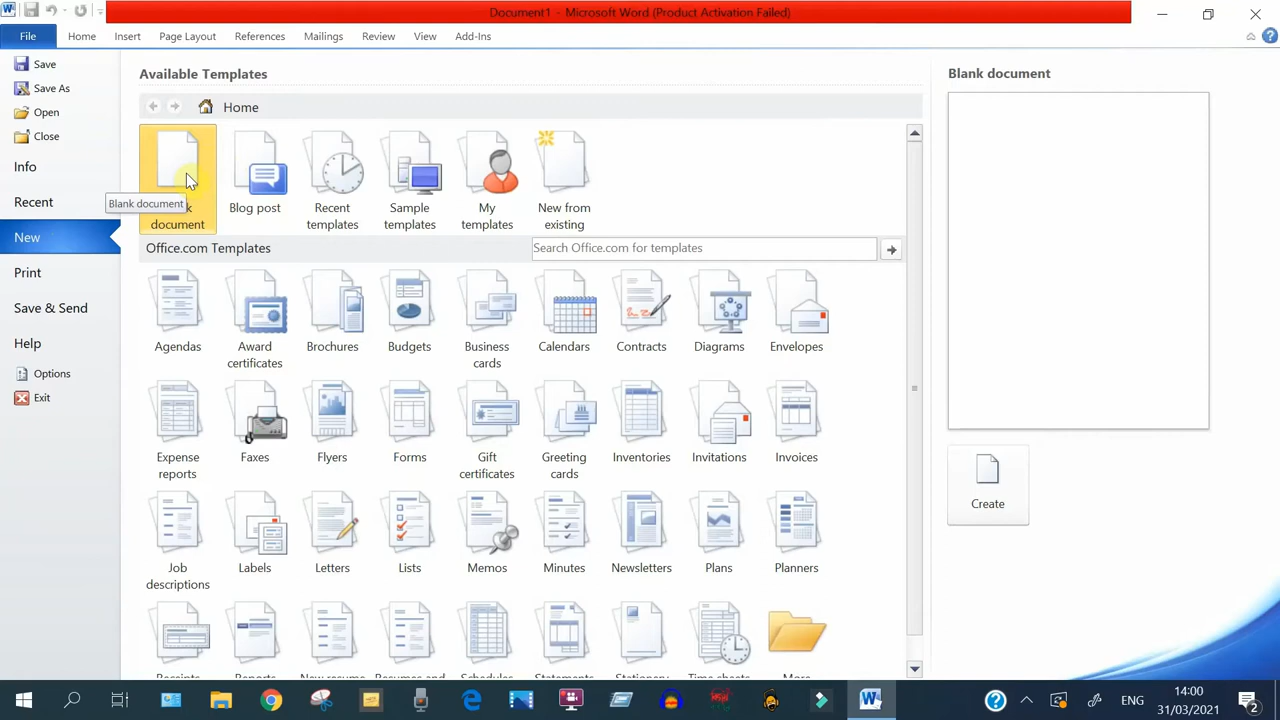 Document1 - Microsoft Word (Product Activation Failed)
File Home Insert Page Layout References Mailings Review View Add-Ins
Save
Save As
Open
Close
Info
Recent
New
Print
Save & Send
Help
Options
Exit
Available Templates
Home
Blank document
document
Blog post
Recent templates
Sample templates
My templates
New from existing
Office.com Templates
Search Office.com for templates
Agendas
Award certificates
Brochures
Budgets
Business cards
Calendars
Contracts
Diagrams
Envelopes
Expense reports
Faxes
Flyers
Forms
Gift certificates
Greeting cards
Inventories
Invitations
Invoices
Job descriptions
Labels
Letters
Lists
Memos
Minutes
Newsletters
Plans
Planners
Blank document
Create
ENG
14:00
31/03/2021
2